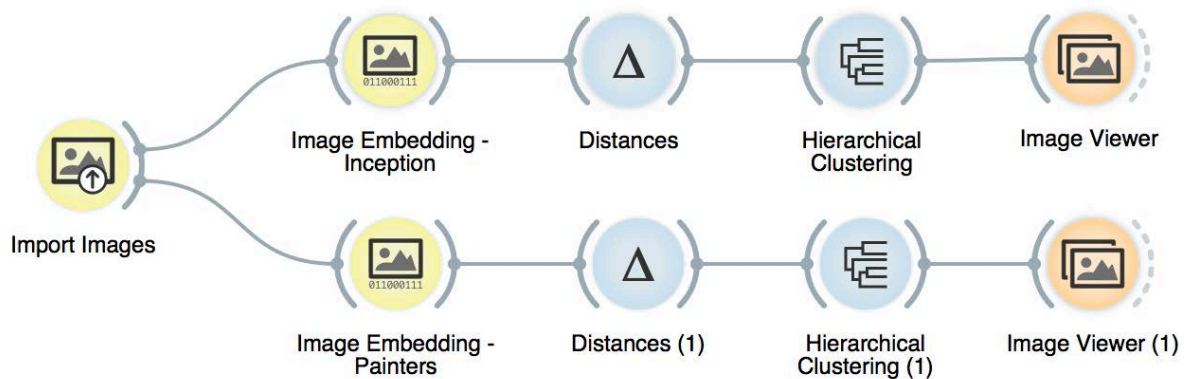 011000111
Image Embedding -
Inception
Δ
Distances
Hierarchical
Clustering
Image Viewer
Import Images
011000111
Image Embedding -
Painters
Δ
Distances (1)
Hierarchical
Clustering (1)
Image Viewer (1)